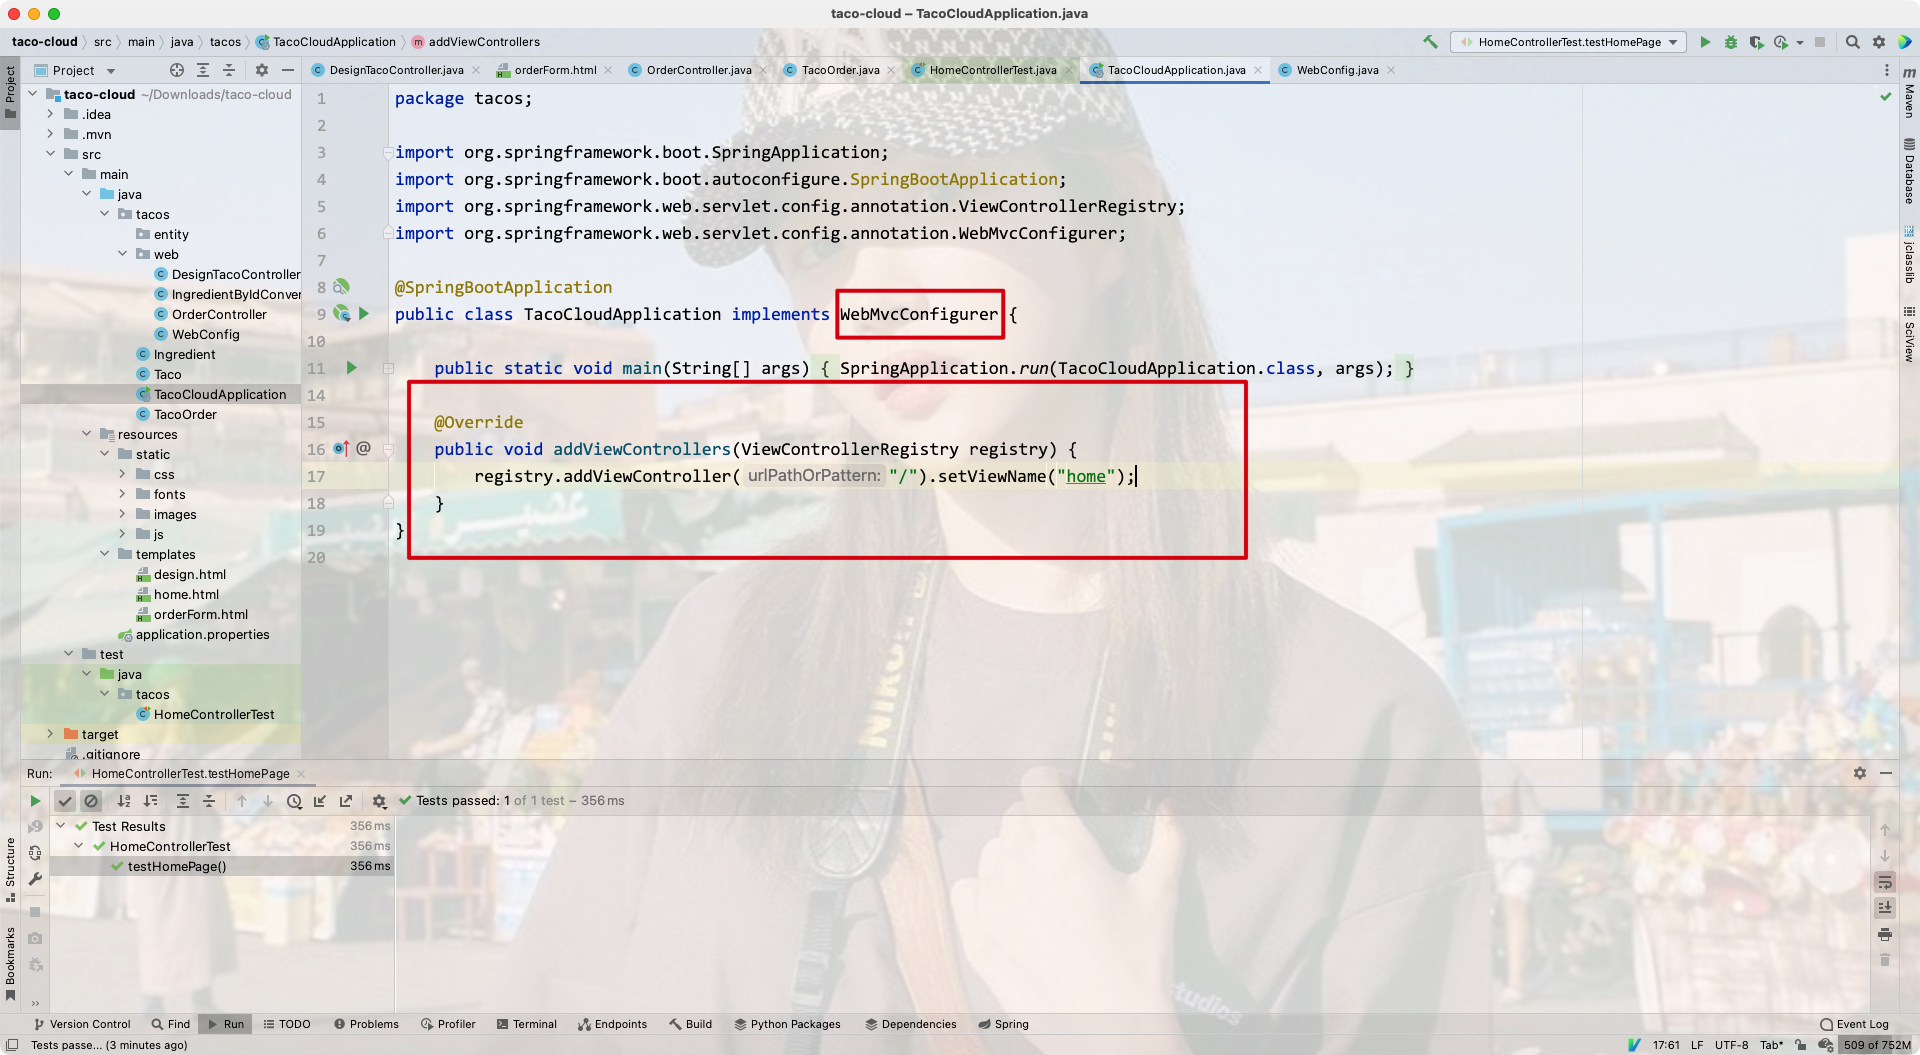 taco-cloud – TacoCloudApplication.java
taco-cloud src main java tacos TacoCloudApplication addViewControllers
HomeControllerTest.testHomePage
Project
DesignTacoController.java orderForm.html OrderController.java TacoOrder.java HomeControllerTest.java TacoCloudApplication.java WebConfig.java
Project
Maven
Database
jclasslib
SciView
taco-cloud ~/Downloads/taco-cloud
.idea
.mvn
src
main
java
tacos
entity
web
DesignTacoController
IngredientByIdConver
OrderController
WebConfig
Ingredient
Taco
TacoCloudApplication
TacoOrder
resources
static
css
fonts
images
js
templates
design.html
home.html
orderForm.html
application.properties
test
java
tacos
HomeControllerTest
target
.gitignore
1 package tacos;
2
3 import org.springframework.boot.SpringApplication;
4 import org.springframework.boot.autoconfigure.SpringBootApplication;
5 import org.springframework.web.servlet.config.annotation.ViewControllerRegistry;
6 import org.springframework.web.servlet.config.annotation.WebMvcConfigurer;
7
8 @SpringBootApplication
9 public class TacoCloudApplication implements WebMvcConfigurer {
10
11 public static void main(String[] args) { SpringApplication.run(TacoCloudApplication.class, args); }
14
15 @Override
16 public void addViewControllers(ViewControllerRegistry registry) {
17 registry.addViewController( urlPathOrPattern: "/").setViewName("home");
18 }
19 }
20
Run: HomeControllerTest.testHomePage
Tests passed: 1 of 1 test – 356 ms
Test Results 356 ms
HomeControllerTest 356 ms
testHomePage() 356 ms
Structure
Bookmarks
Version Control Find Run TODO Problems Profiler Terminal Endpoints Build Python Packages Dependencies Spring Event Log
Tests passe... (3 minutes ago) 17:61 LF UTF-8 Tab* 509 of 752M